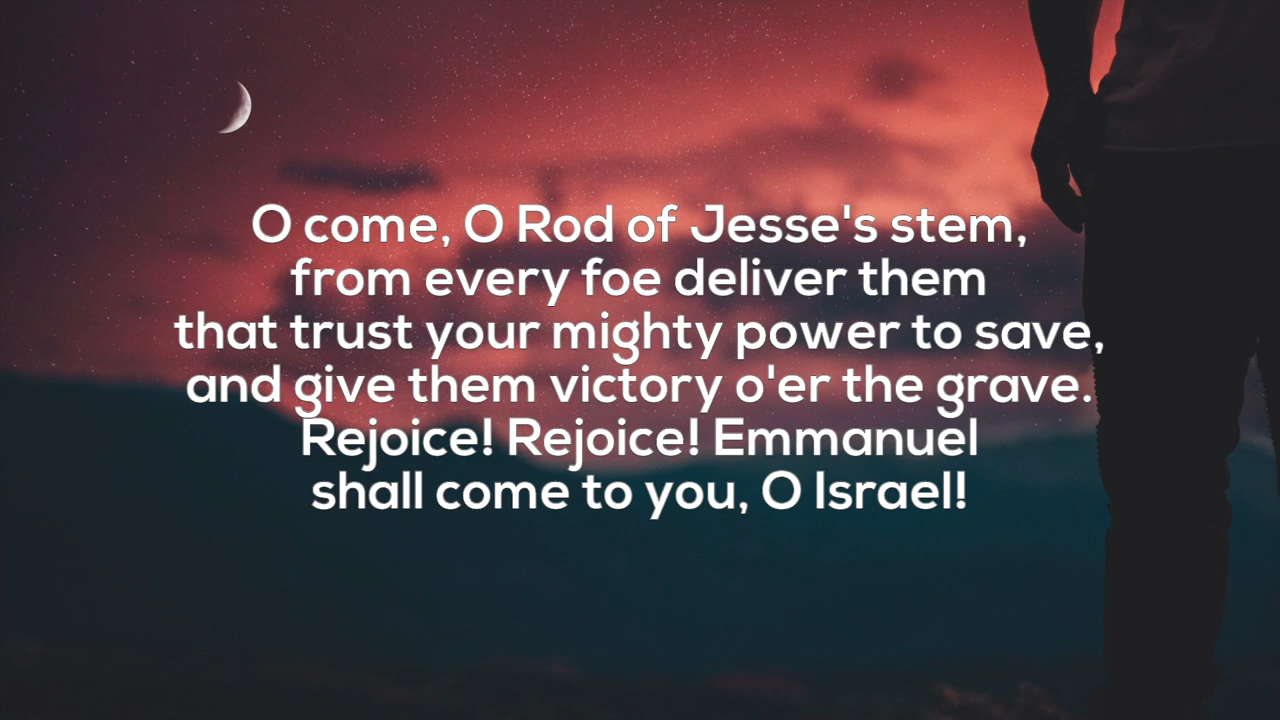 O come, O Rod of Jesse's stem,
from every foe deliver them
that trust your mighty power to save,
and give them victory o'er the grave.
Rejoice! Rejoice! Emmanuel
shall come to you, O Israel!